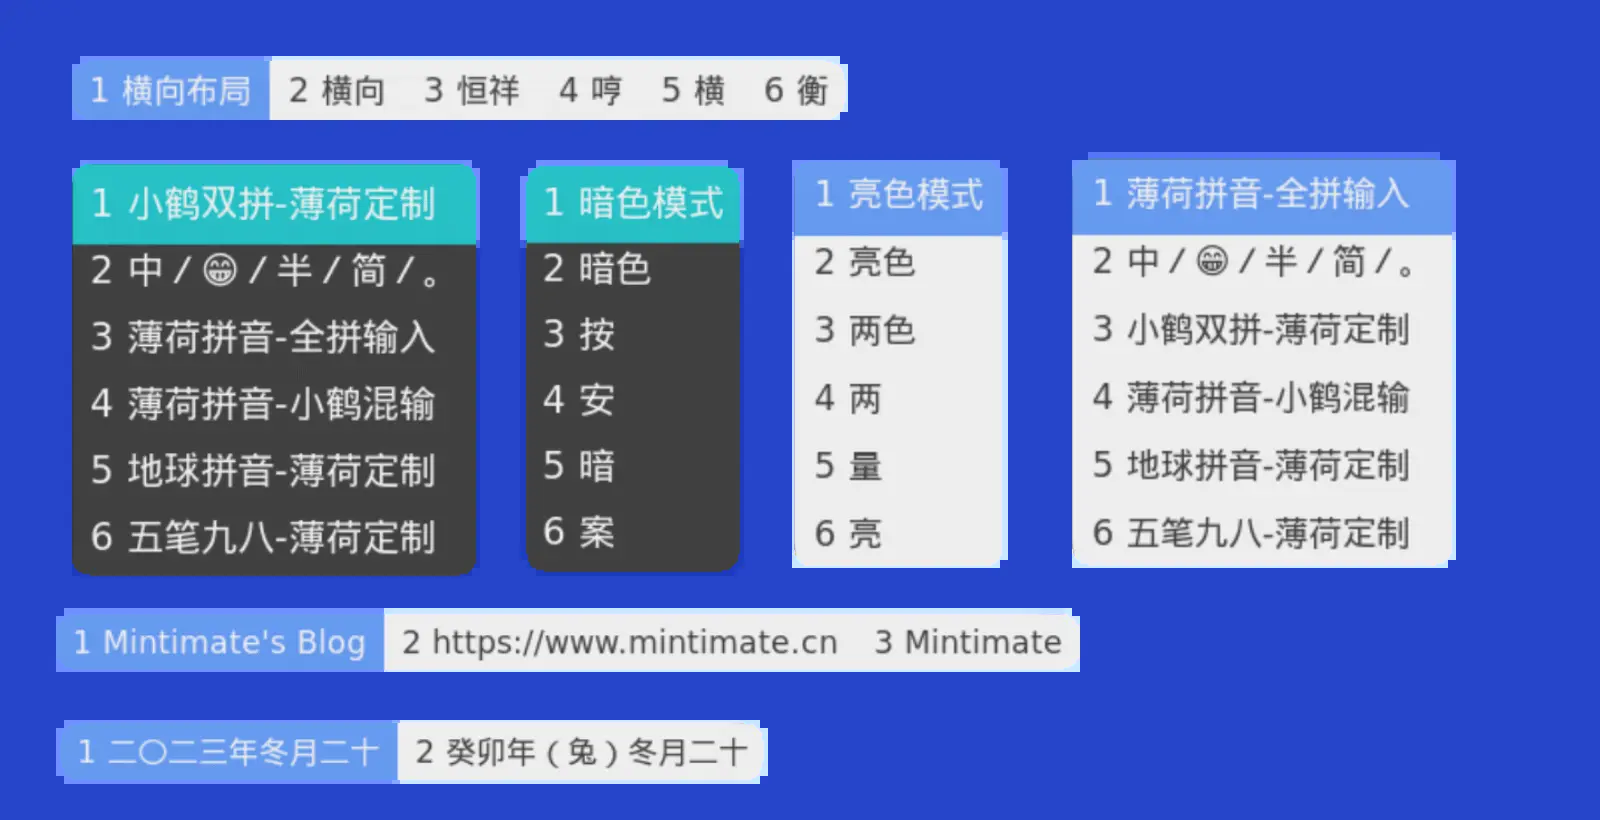 1 横向布局 2 横向 3 恒祥 4 哼 5 横 6 衡
1 小鹤双拼-薄荷定制
2 中 / 😁 / 半 / 简 / 。
3 薄荷拼音-全拼输入
4 薄荷拼音-小鹤混输
5 地球拼音-薄荷定制
6 五笔九八-薄荷定制
1 暗色模式
2 暗色
3 按
4 安
5 暗
6 案
1 亮色模式
2 亮色
3 两色
4 两
5 量
6 亮
1 薄荷拼音-全拼输入
2 中 / 😁 / 半 / 简 / 。
3 小鹤双拼-薄荷定制
4 薄荷拼音-小鹤混输
5 地球拼音-薄荷定制
6 五笔九八-薄荷定制
1 Mintimate's Blog 2 https://www.mintimate.cn 3 Mintimate
1 二〇二三年冬月二十 2 癸卯年（兔）冬月二十